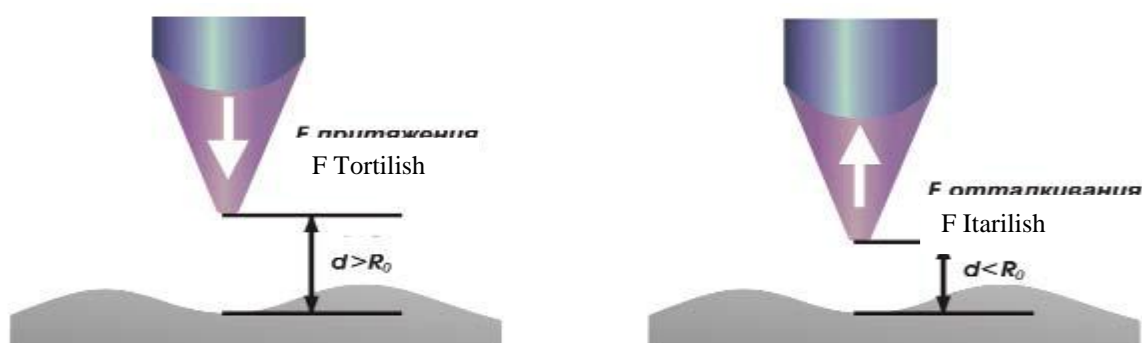 F притяжения
F Tortilish
d>R₀
F отталкивания
F Itarilish
d<R₀